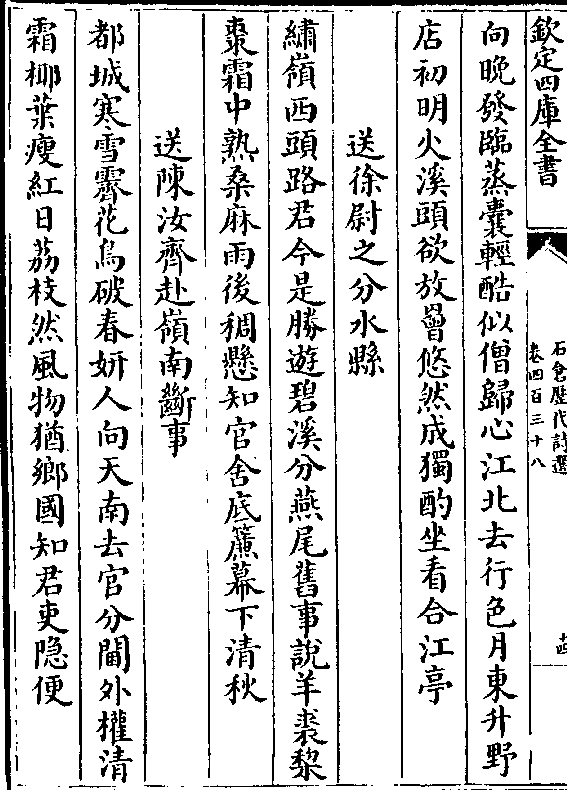 欽定四庫全書
石倉歷代詩選
卷四百三十八
向晚發臨蒸囊輕酷似僧歸心江北去行色月東升野
店初明火溪頭欲放罾悠然成獨酌坐看合江亭
送徐尉之分水縣
繡嶺西頭路君今是勝遊碧溪分燕尾舊事說羊裘黎
棗霜中熟桑麻雨後稠懸知官舍底簾幕下清秋
送陳汝齊赴嶺南斷事
都城寒雪霽花鳥破春妍人向天南去官分閫外權清
霜柳葉瘦紅日荔枝然風物猶鄉國知君吏隱便